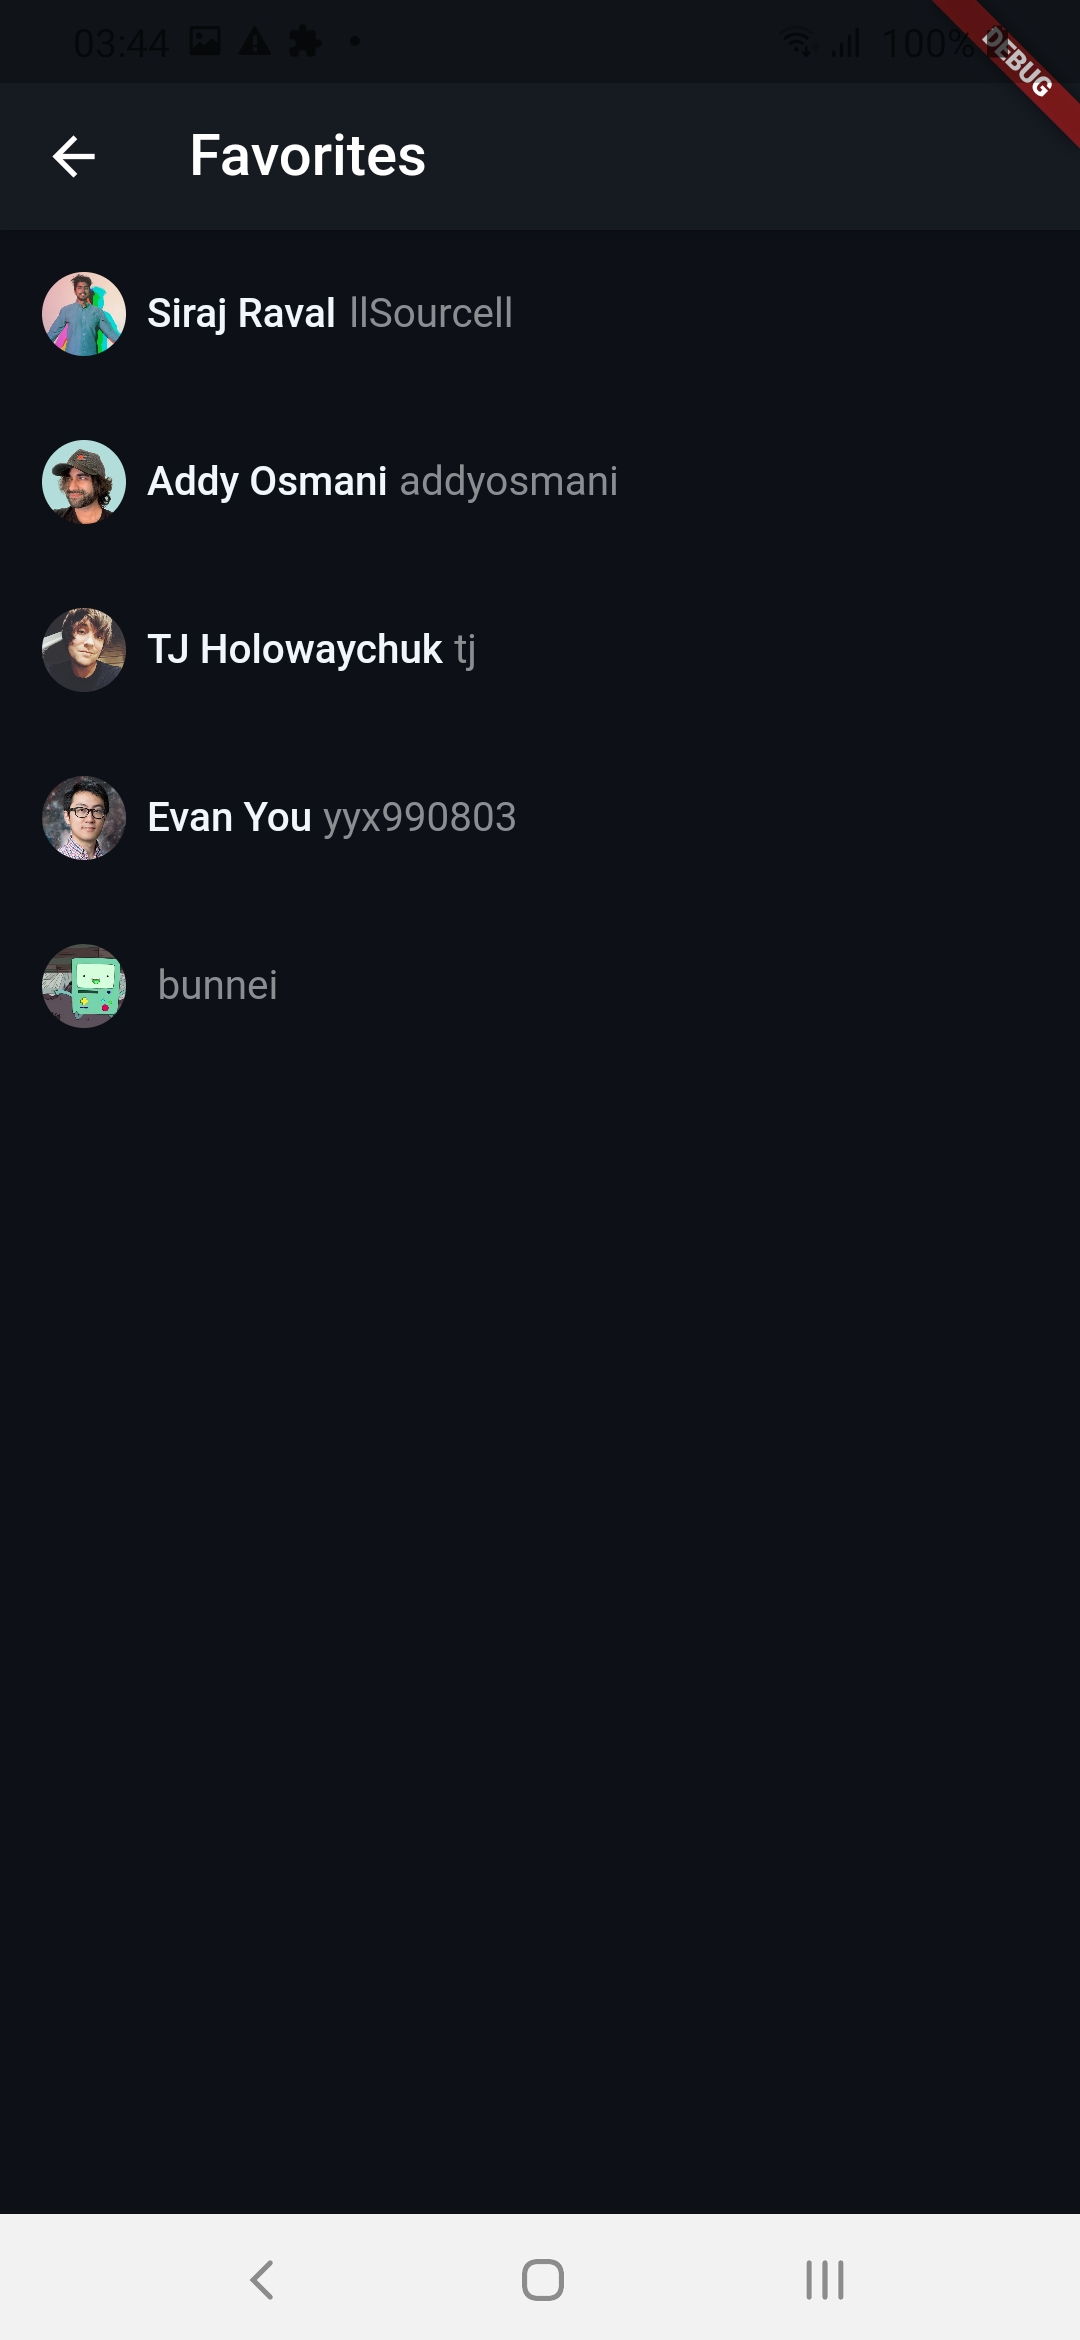 03:44 100%
DEBUG
Favorites
Siraj Raval llSourcell
Addy Osmani addyosmani
TJ Holowaychuk tj
Evan You yyx990803
bunnei